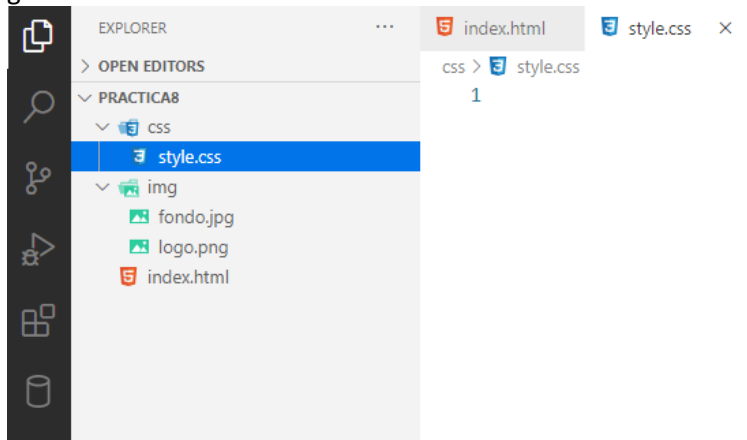 EXPLORER ...
> OPEN EDITORS
PRACTICA8
css
style.css
img
fondo.jpg
logo.png
index.html
index.html
style.css ×
css > style.css
1